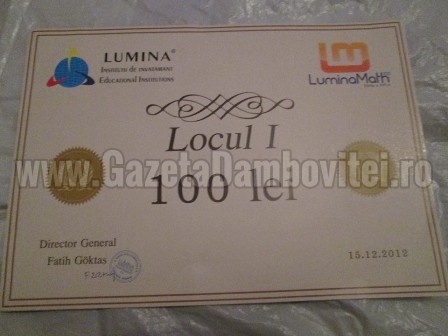 LUMINA®
INSTITUȚII DE ÎNVĂȚĂMÂNT
EDUCATIONAL INSTITUTIONS
LuminaMath
Locul I
www.GazetaDambovitei.ro
100 lei
Director General
Fatih Göktaş
15.12.2012